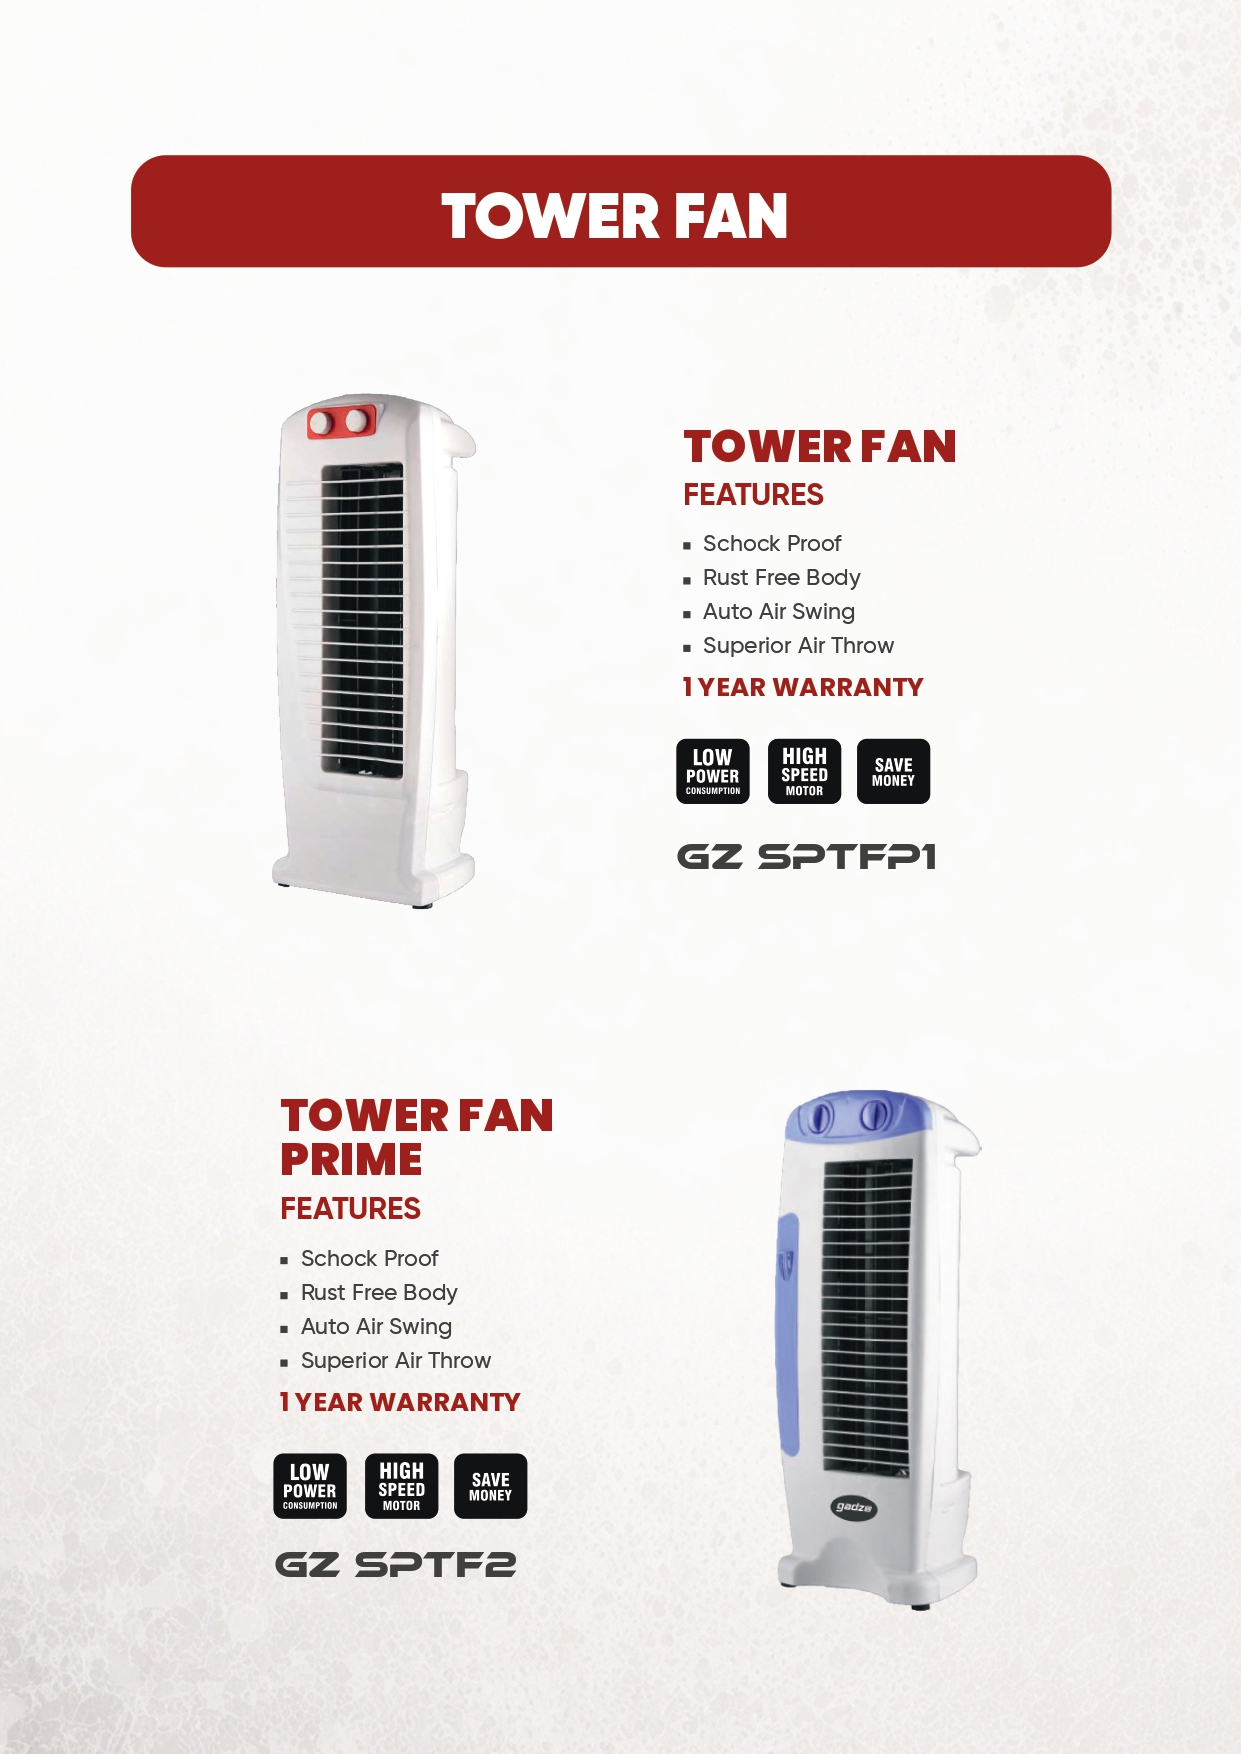 TOWER FAN
TOWER FAN
FEATURES
▪ Schock Proof
▪ Rust Free Body
▪ Auto Air Swing
▪ Superior Air Throw
1 YEAR WARRANTY
LOW
POWER
CONSUMPTION
HIGH
SPEED
MOTOR
SAVE
MONEY
GZ SPTFP1
TOWER FAN
PRIME
FEATURES
▪ Schock Proof
▪ Rust Free Body
▪ Auto Air Swing
▪ Superior Air Throw
1 YEAR WARRANTY
LOW
POWER
CONSUMPTION
HIGH
SPEED
MOTOR
SAVE
MONEY
GZ SPTF2
gadzo